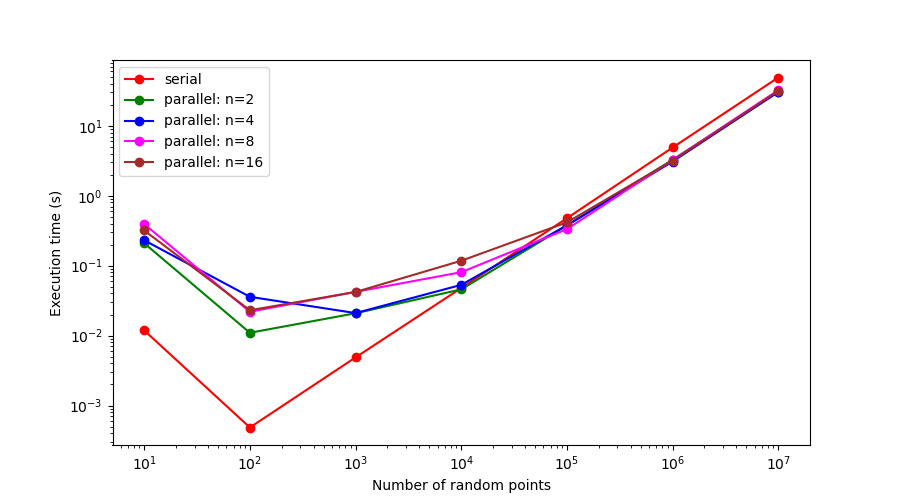 serial
parallel: n=2
parallel: n=4
parallel: n=8
parallel: n=16
Execution time (s)
10¹
10⁰
10⁻¹
10⁻²
10⁻³
10¹ 10² 10³ 10⁴ 10⁵ 10⁶ 10⁷
Number of random points